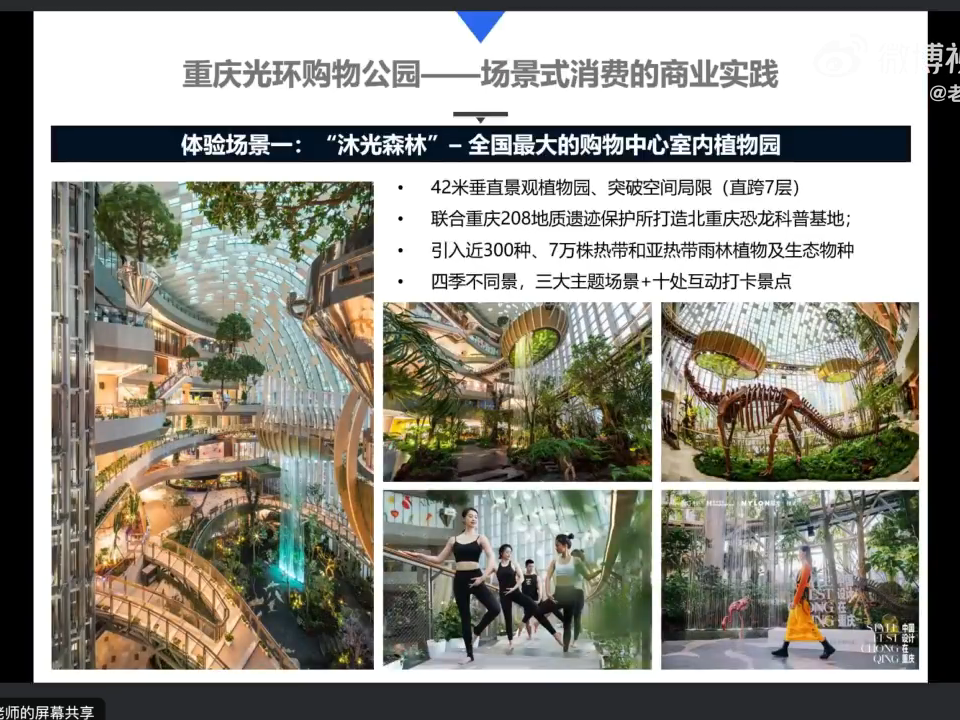 重庆光环购物公园——场景式消费的商业实践
微博视
@老
体验场景一：“沐光森林”– 全国最大的购物中心室内植物园
• 42米垂直景观植物园、突破空间局限（直跨7层）
• 联合重庆208地质遗迹保护所打造北重庆恐龙科普基地；
• 引入近300种、7万株热带和亚热带雨林植物及生态物种
• 四季不同景，三大主题场景+十处互动打卡景点
STYLE 中国
FEST 设计
CHONG 在
QING 重庆
老师的屏幕共享